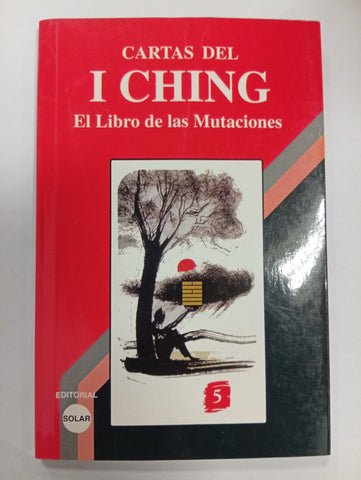 CARTAS DEL
I CHING
El Libro de las Mutaciones
5
EDITORIAL
SOLAR